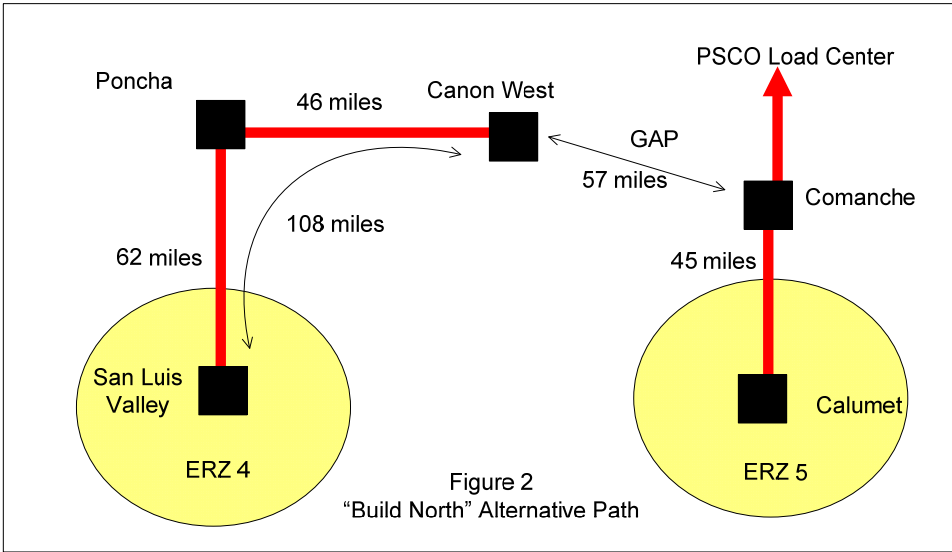 PSCO Load Center
Poncha
46 miles
Canon West
GAP
57 miles
Comanche
108 miles
62 miles
45 miles
San Luis
Valley
Calumet
ERZ 4
ERZ 5
Figure 2
“Build North” Alternative Path